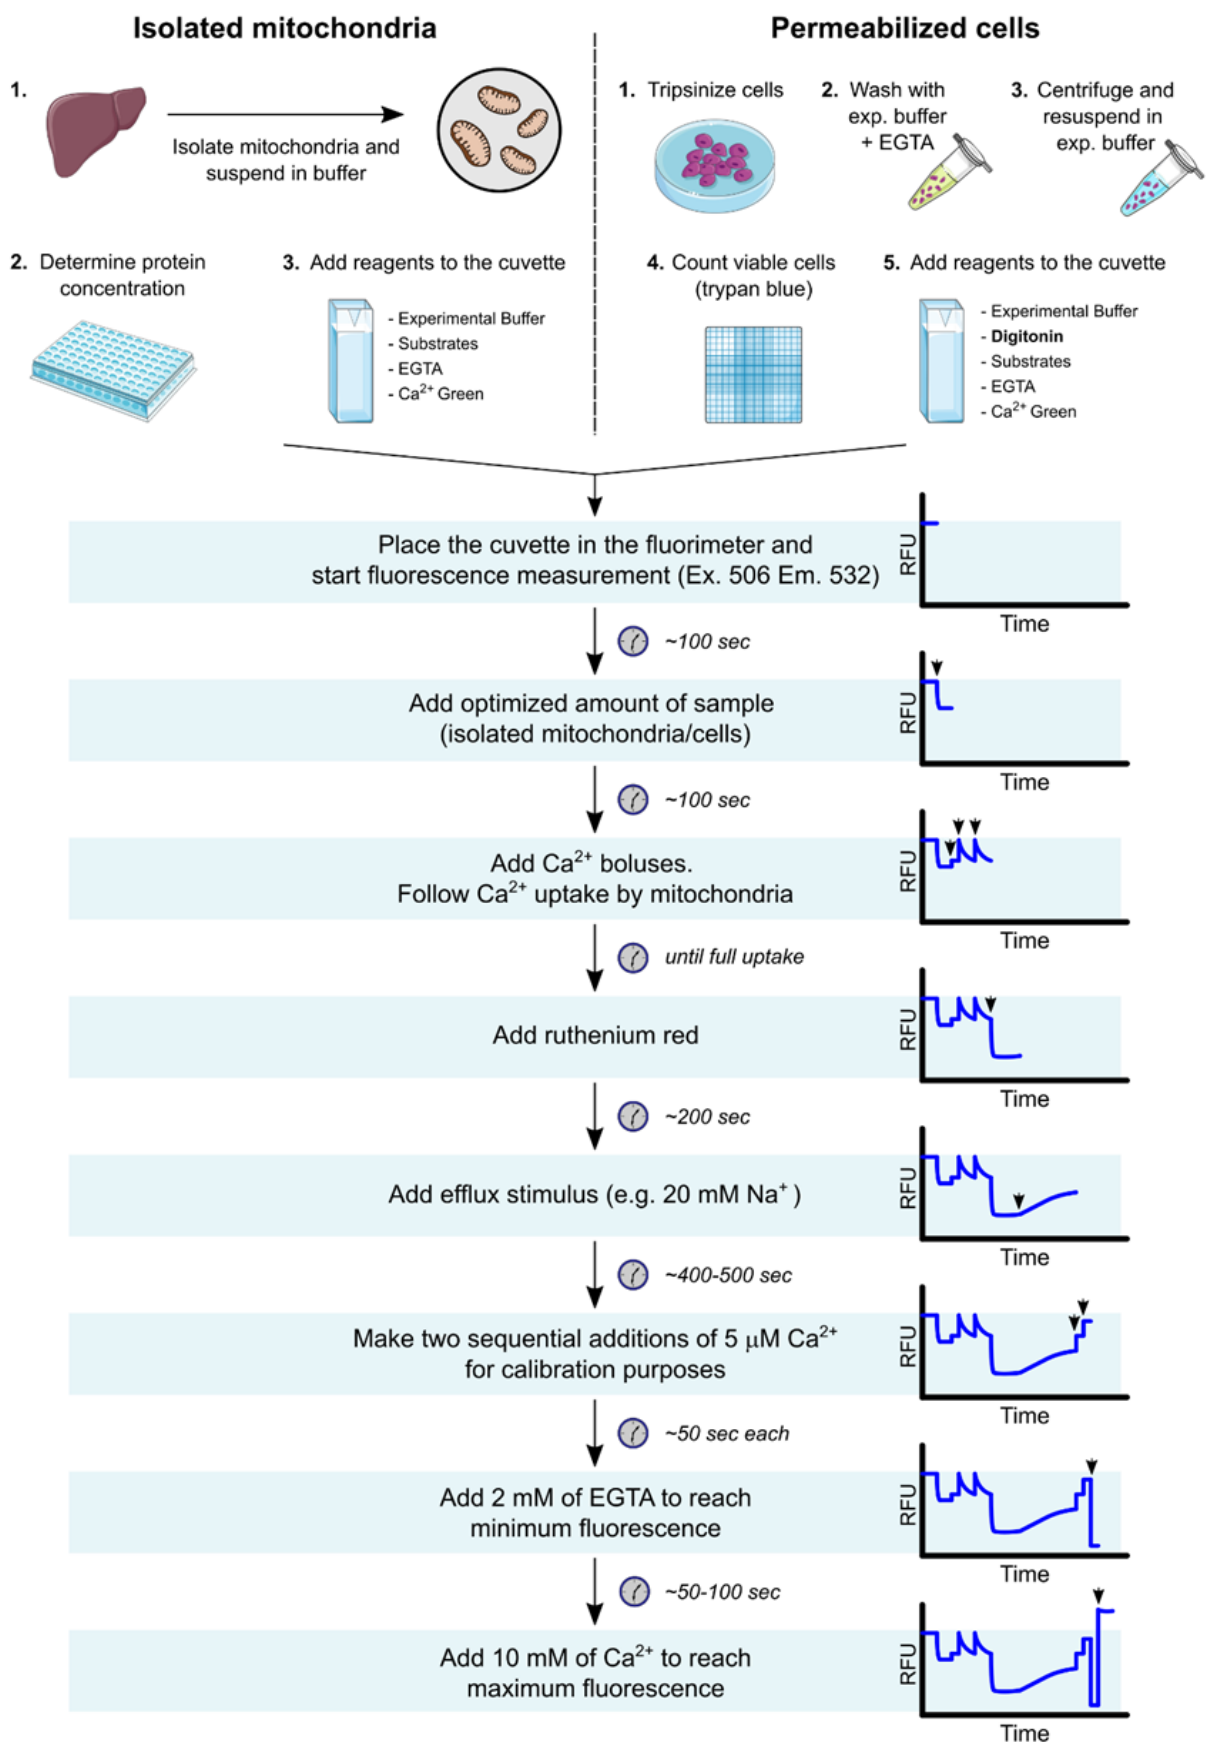 Isolated mitochondria
1.
Isolate mitochondria and
suspend in buffer
2. Determine protein
concentration
3. Add reagents to the cuvette
- Experimental Buffer
- Substrates
- EGTA
- Ca²⁺ Green
Permeabilized cells
1. Tripsinize cells
2. Wash with
exp. buffer
+ EGTA
3. Centrifuge and
resuspend in
exp. buffer
4. Count viable cells
(trypan blue)
5. Add reagents to the cuvette
- Experimental Buffer
- Digitonin
- Substrates
- EGTA
- Ca²⁺ Green
Place the cuvette in the fluorimeter and
start fluorescence measurement (Ex. 506 Em. 532)
RFU
Time
~100 sec
Add optimized amount of sample
(isolated mitochondria/cells)
RFU
Time
~100 sec
Add Ca²⁺ boluses.
Follow Ca²⁺ uptake by mitochondria
RFU
Time
until full uptake
Add ruthenium red
RFU
Time
~200 sec
Add efflux stimulus (e.g. 20 mM Na⁺ )
RFU
Time
~400-500 sec
Make two sequential additions of 5 µM Ca²⁺
for calibration purposes
RFU
Time
~50 sec each
Add 2 mM of EGTA to reach
minimum fluorescence
RFU
Time
~50-100 sec
Add 10 mM of Ca²⁺ to reach
maximum fluorescence
RFU
Time